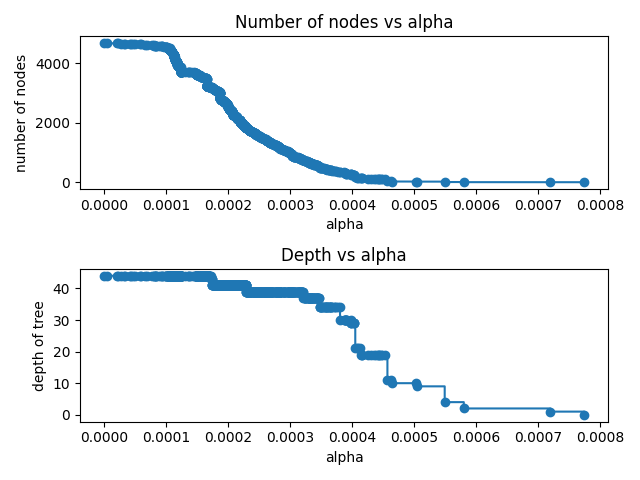 Number of nodes vs alpha
number of nodes
4000
2000
0
0.0000 0.0001 0.0002 0.0003 0.0004 0.0005 0.0006 0.0007 0.0008
alpha
Depth vs alpha
depth of tree
40
30
20
10
0
0.0000 0.0001 0.0002 0.0003 0.0004 0.0005 0.0006 0.0007 0.0008
alpha